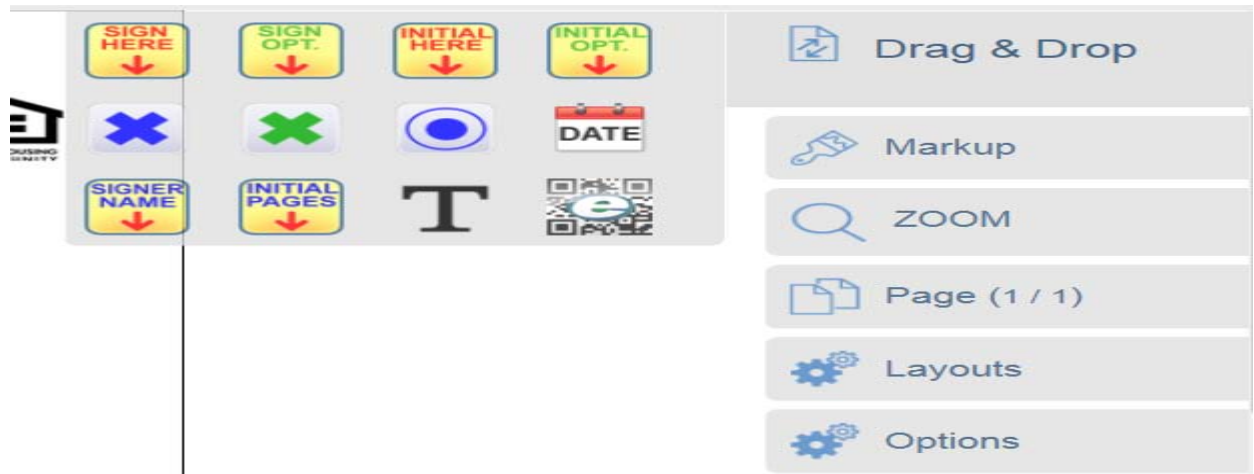 SIGN
HERE
SIGN
OPT.
INITIAL
HERE
INITIAL
OPT.
Drag & Drop
DATE
Markup
SIGNER
NAME
INITIAL
PAGES
T
e
ZOOM
Page (1 / 1)
Layouts
Options